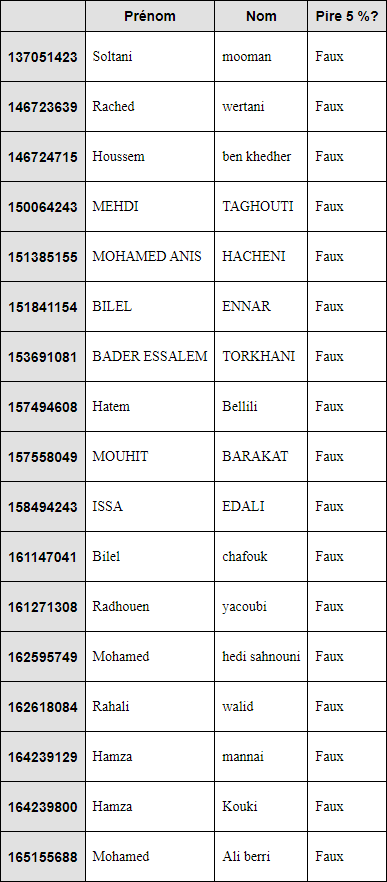 Prénom Nom Pire 5 %?
137051423 Soltani mooman Faux
146723639 Rached wertani Faux
146724715 Houssem ben khedher Faux
150064243 MEHDI TAGHOUTI Faux
151385155 MOHAMED ANIS HACHENI Faux
151841154 BILEL ENNAR Faux
153691081 BADER ESSALEM TORKHANI Faux
157494608 Hatem Bellili Faux
157558049 MOUHIT BARAKAT Faux
158494243 ISSA EDALI Faux
161147041 Bilel chafouk Faux
161271308 Radhouen yacoubi Faux
162595749 Mohamed hedi sahnouni Faux
162618084 Rahali walid Faux
164239129 Hamza mannai Faux
164239800 Hamza Kouki Faux
165155688 Mohamed Ali berri Faux